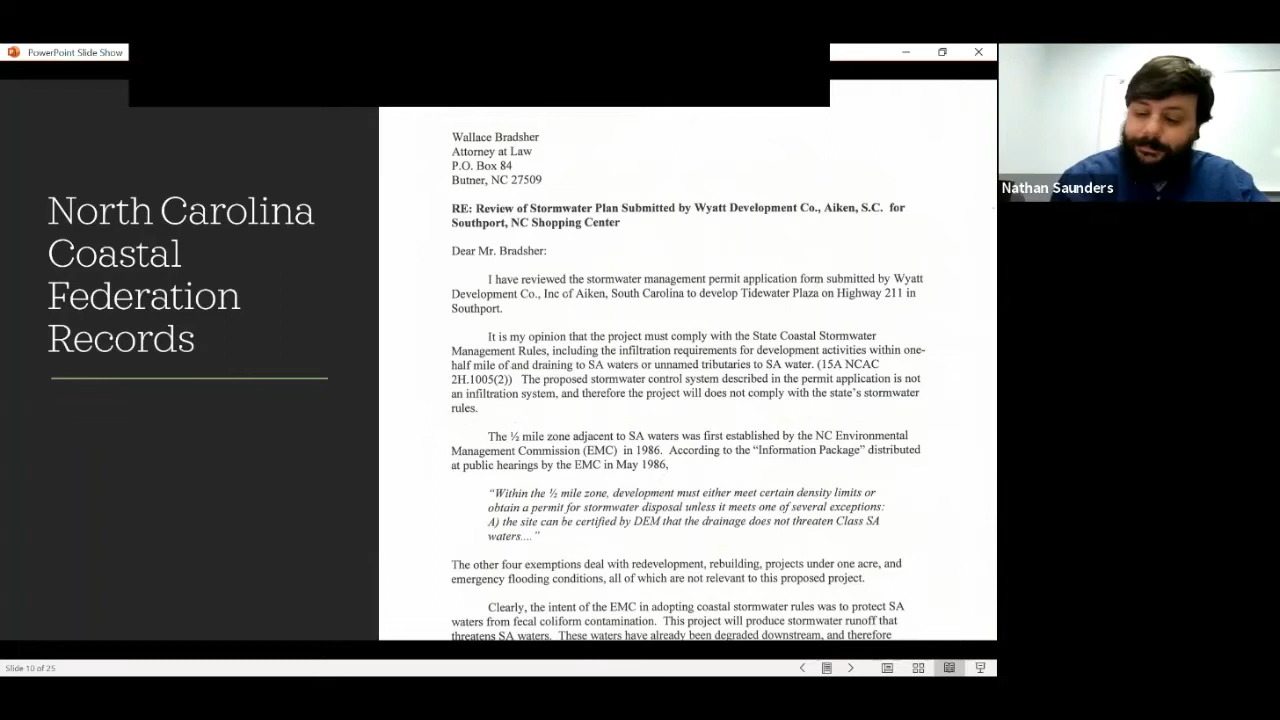 PowerPoint Slide Show
North Carolina
Coastal
Federation
Records
Wallace Bradsher
Attorney at Law
P.O. Box 84
Butner, NC 27509
RE: Review of Stormwater Plan Submitted by Wyatt Development Co., Aiken, S.C. for
Southport, NC Shopping Center
Dear Mr. Bradsher:
I have reviewed the stormwater management permit application form submitted by Wyatt
Development Co., Inc of Aiken, South Carolina to develop Tidewater Plaza on Highway 211 in
Southport.
It is my opinion that the project must comply with the State Coastal Stormwater
Management Rules, including the infiltration requirements for development activities within one-
half mile of and draining to SA waters or unnamed tributaries to SA water. (15A NCAC
2H.1005(2)) The proposed stormwater control system described in the permit application is not
an infiltration system, and therefore the project will does not comply with the state's stormwater
rules.
The ½ mile zone adjacent to SA waters was first established by the NC Environmental
Management Commission (EMC) in 1986. According to the “Information Package” distributed
at public hearings by the EMC in May 1986,
“Within the ½ mile zone, development must either meet certain density limits or
obtain a permit for stormwater disposal unless it meets one of several exceptions:
A) the site can be certified by DEM that the drainage does not threaten Class SA
waters....”
The other four exemptions deal with redevelopment, rebuilding, projects under one acre, and
emergency flooding conditions, all of which are not relevant to this proposed project.
Clearly, the intent of the EMC in adopting coastal stormwater rules was to protect SA
waters from fecal coliform contamination. This project will produce stormwater runoff that
threatens SA waters. These waters have already been degraded downstream, and therefore
Slide 10 of 25
Nathan Saunders